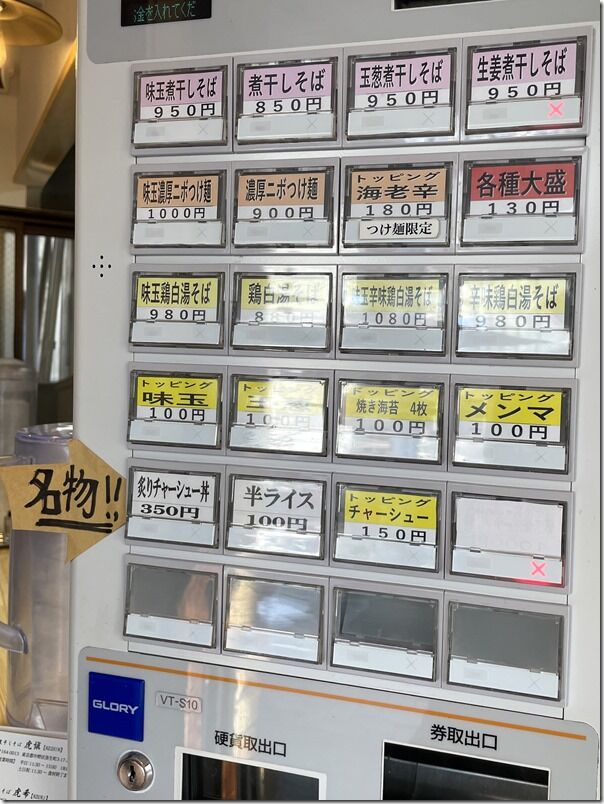 お金を入れてくだ
味玉煮干しそば
950円
煮干しそば
850円
玉葱煮干しそば
950円
生姜煮干しそば
950円
味玉濃厚ニボつけ麺
1000円
濃厚ニボつけ麺
900円
トッピング
海老辛
180円
つけ麺限定
各種大盛
130円
味玉鶏白湯そば
980円
鶏白湯そば
880円
味玉辛味鶏白湯そば
1080円
辛味鶏白湯そば
980円
トッピング
味玉
100円
トッピング
玉葱
100円
トッピング
焼き海苔 4枚
100円
トッピング
メンマ
100円
名物!!
炙りチャーシュー丼
350円
半ライス
100円
トッピング
チャーシュー
150円
GLORY
VT-S10
硬貨取出口
券取出口